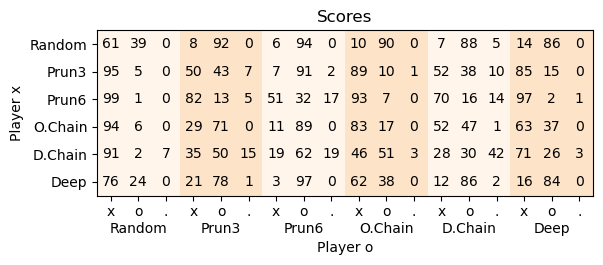 Scores
Random 61 39 0 8 92 0 6 94 0 10 90 0 7 88 5 14 86 0
Prun3 95 5 0 50 43 7 7 91 2 89 10 1 52 38 10 85 15 0
Prun6 99 1 0 82 13 5 51 32 17 93 7 0 70 16 14 97 2 1
O.Chain 94 6 0 29 71 0 11 89 0 83 17 0 52 47 1 63 37 0
D.Chain 91 2 7 35 50 15 19 62 19 46 51 3 28 30 42 71 26 3
Deep 76 24 0 21 78 1 3 97 0 62 38 0 12 86 2 16 84 0
x o . x o . x o . x o . x o . x o .
Random Prun3 Prun6 O.Chain D.Chain Deep
Player o
Player x